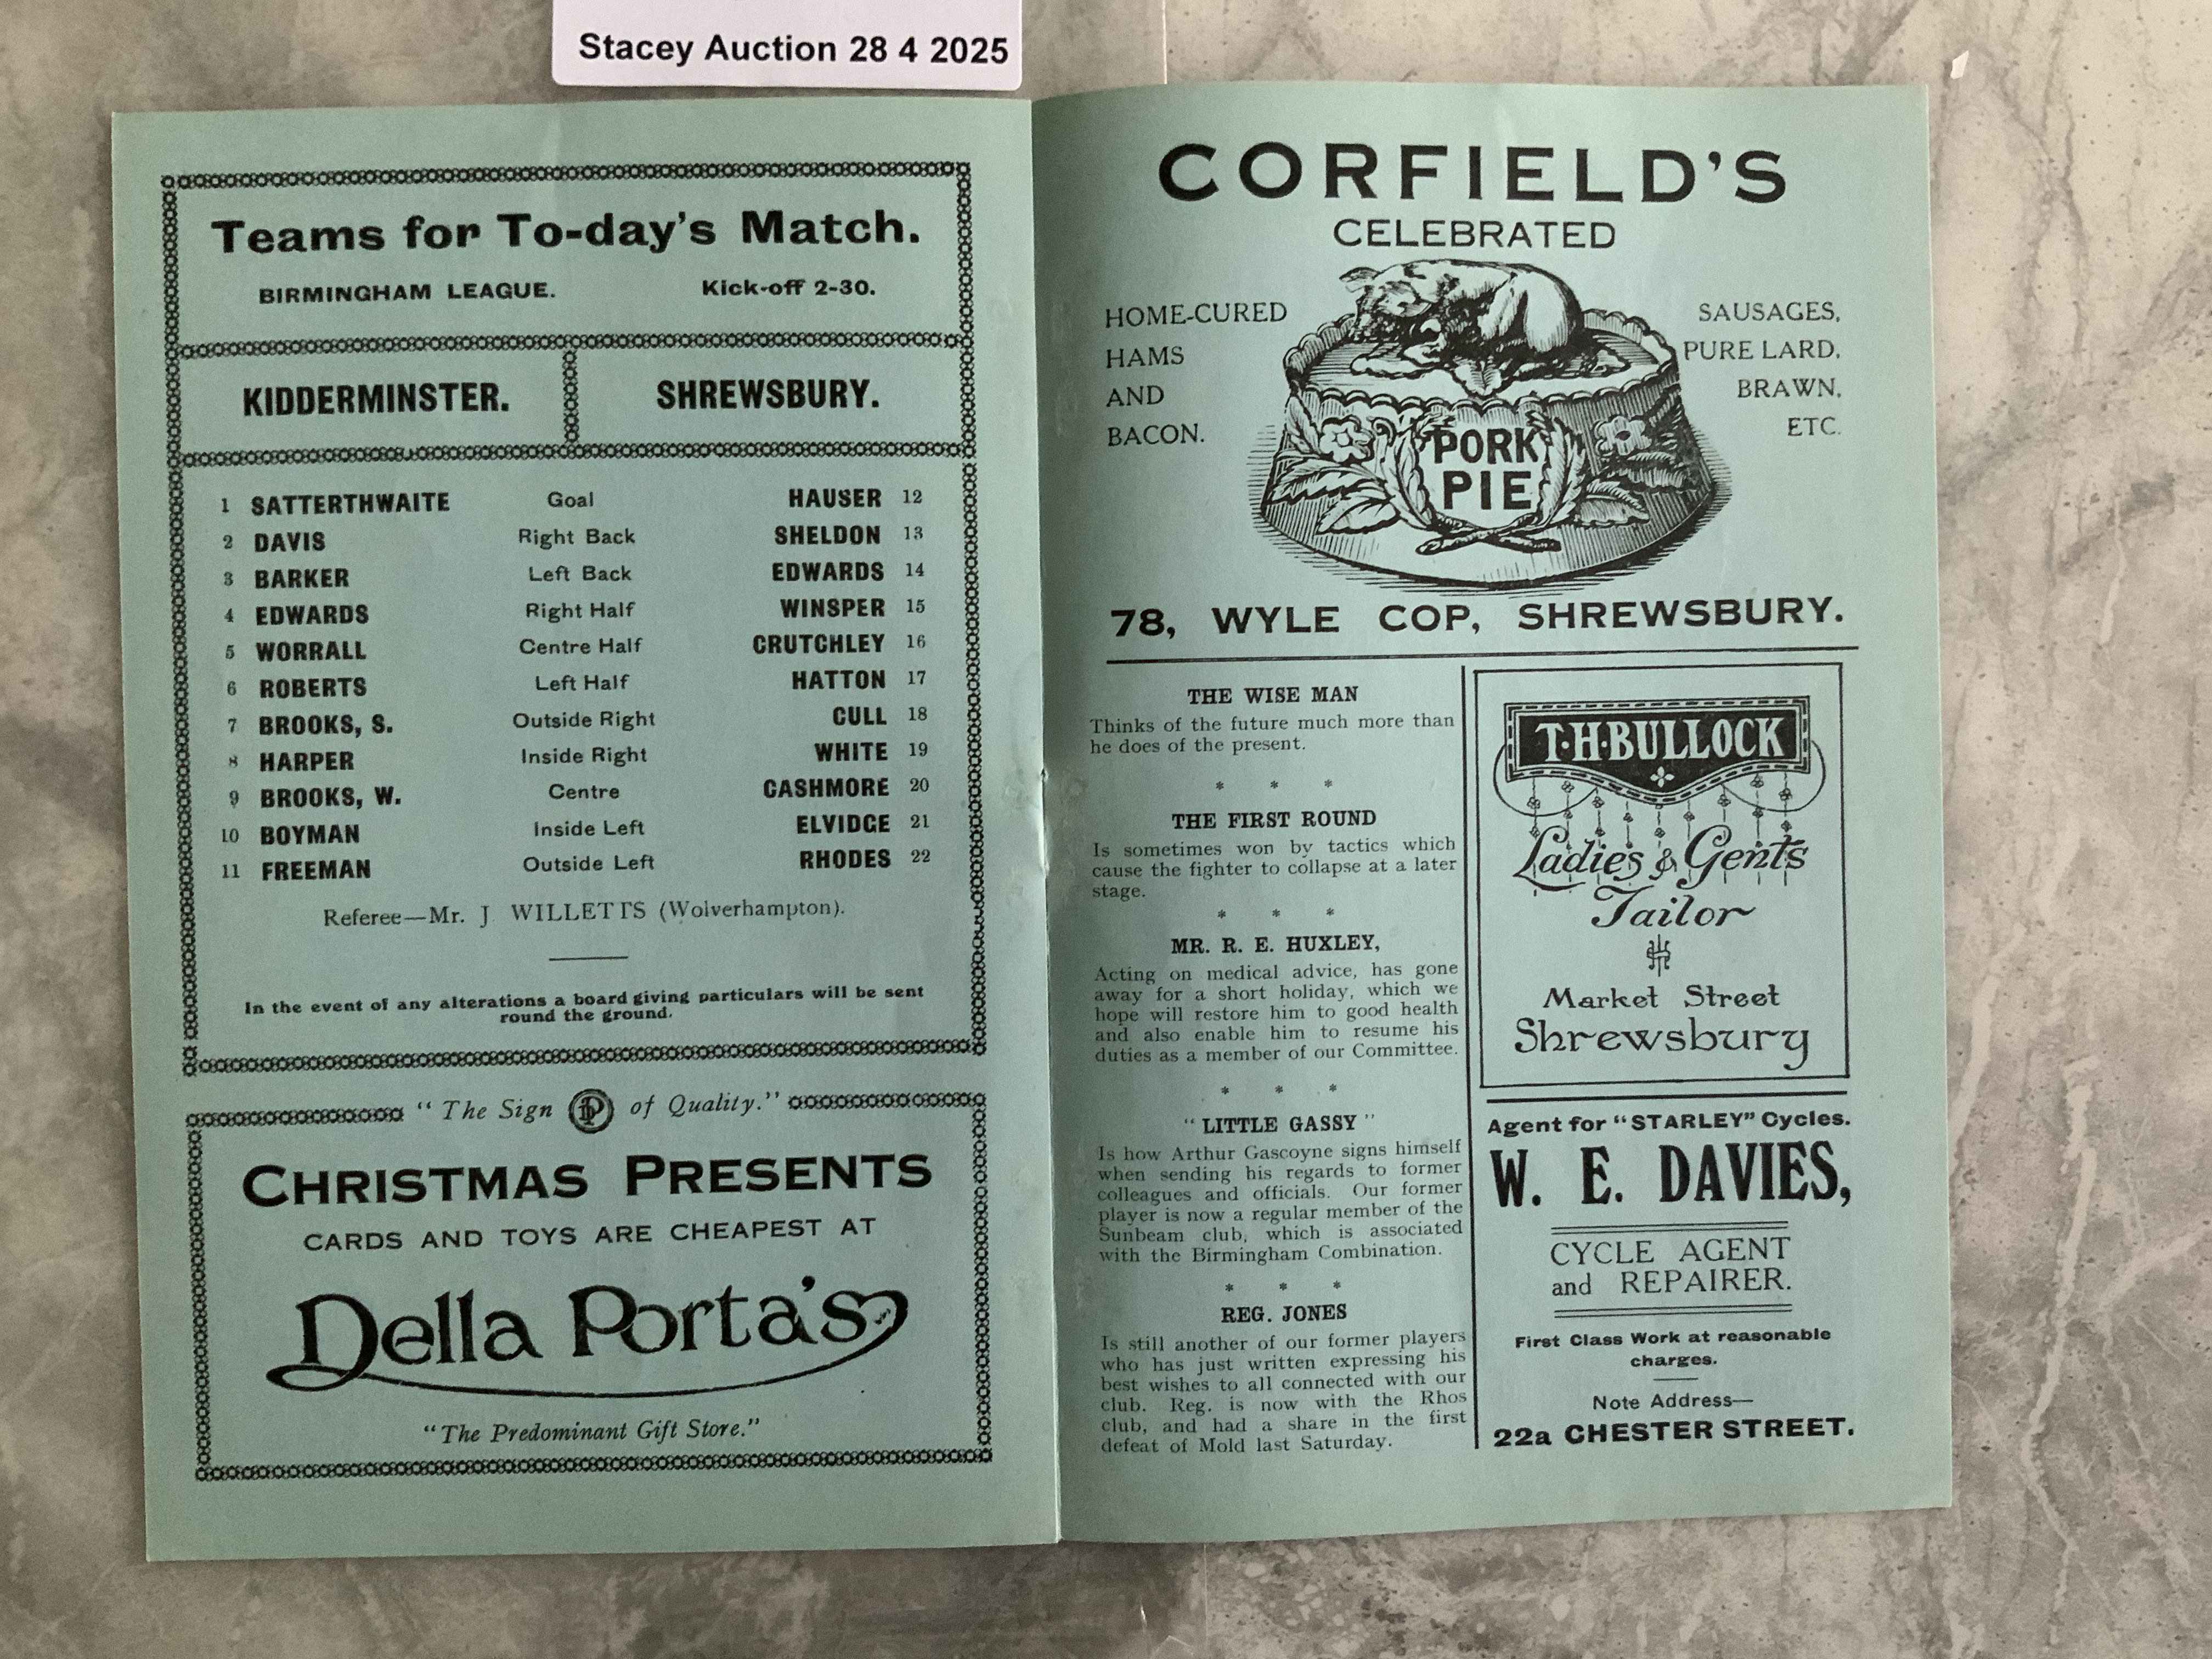 Stacey Auction 28 4 2025
Teams for To-day's Match.
BIRMINGHAM LEAGUE. Kick-off 2-30.
KIDDERMINSTER. SHREWSBURY.
1 SATTERTHWAITE Goal HAUSER 12
2 DAVIS Right Back SHELDON 13
3 BARKER Left Back EDWARDS 14
4 EDWARDS Right Half WINSPER 15
5 WORRALL Centre Half CRUTCHLEY 16
6 ROBERTS Left Half HATTON 17
7 BROOKS, S. Outside Right CULL 18
8 HARPER Inside Right WHITE 19
9 BROOKS, W. Centre CASHMORE 20
10 BOYMAN Inside Left ELVIDGE 21
11 FREEMAN Outside Left RHODES 22
Referee—Mr. J WILLETTS (Wolverhampton).
In the event of any alterations a board giving particulars will be sent
round the ground.
"The Sign DP of Quality."
CHRISTMAS PRESENTS
CARDS AND TOYS ARE CHEAPEST AT
Della Porta's
"The Predominant Gift Store."
CORFIELD'S
CELEBRATED
HOME-CURED
HAMS
AND
BACON.
PORK
PIE
SAUSAGES,
PURE LARD,
BRAWN,
ETC.
78, WYLE COP, SHREWSBURY.
THE WISE MAN
Thinks of the future much more than
he does of the present.
* * *
THE FIRST ROUND
Is sometimes won by tactics which
cause the fighter to collapse at a later
stage.
* * *
MR. R. E. HUXLEY,
Acting on medical advice, has gone
away for a short holiday, which we
hope will restore him to good health
and also enable him to resume his
duties as a member of our Committee.
* * *
"LITTLE GASSY"
Is how Arthur Gascoyne signs himself
when sending his regards to former
colleagues and officials. Our former
player is now a regular member of the
Sunbeam club, which is associated
with the Birmingham Combination.
* * *
REG. JONES
Is still another of our former players
who has just written expressing his
best wishes to all connected with our
club. Reg. is now with the Rhos
club, and had a share in the first
defeat of Mold last Saturday.
T·H·BULLOCK
Ladies & Gents
Tailor
Market Street
Shrewsbury
Agent for "STARLEY" Cycles.
W. E. DAVIES,
CYCLE AGENT
and REPAIRER.
First Class Work at reasonable
charges.
Note Address—
22a CHESTER STREET.